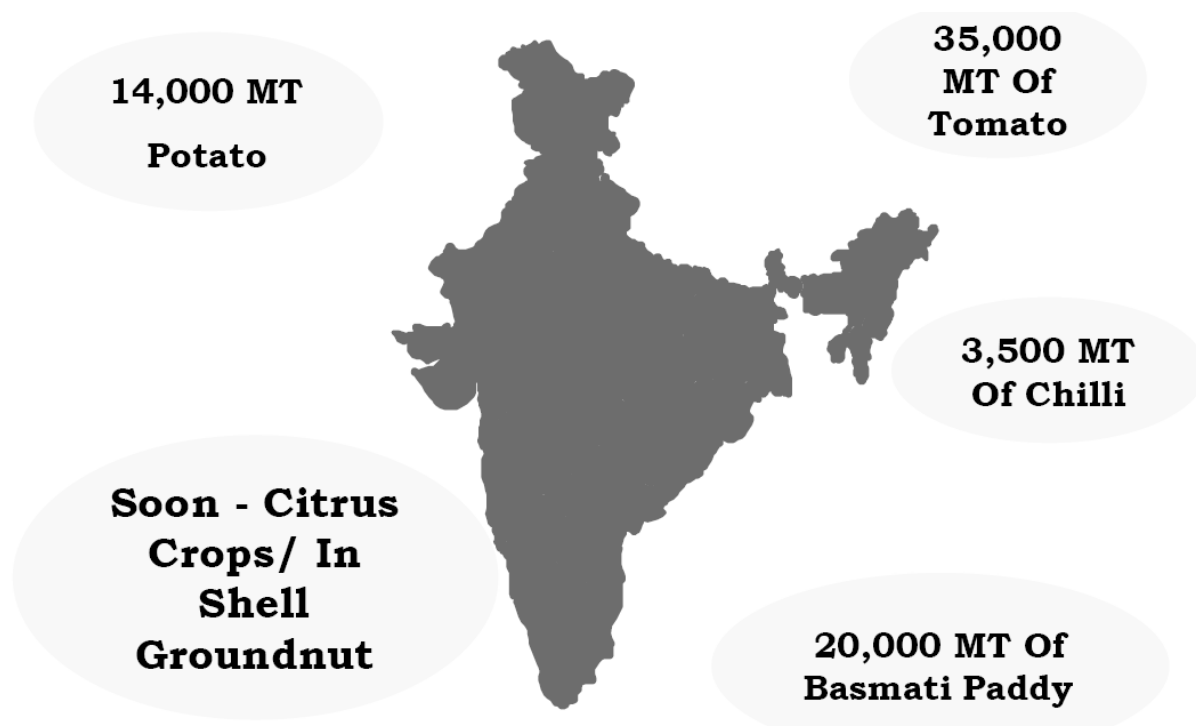 14,000 MT
Potato
35,000
MT Of
Tomato
3,500 MT
Of Chilli
Soon - Citrus
Crops/ In
Shell
Groundnut
20,000 MT Of
Basmati Paddy